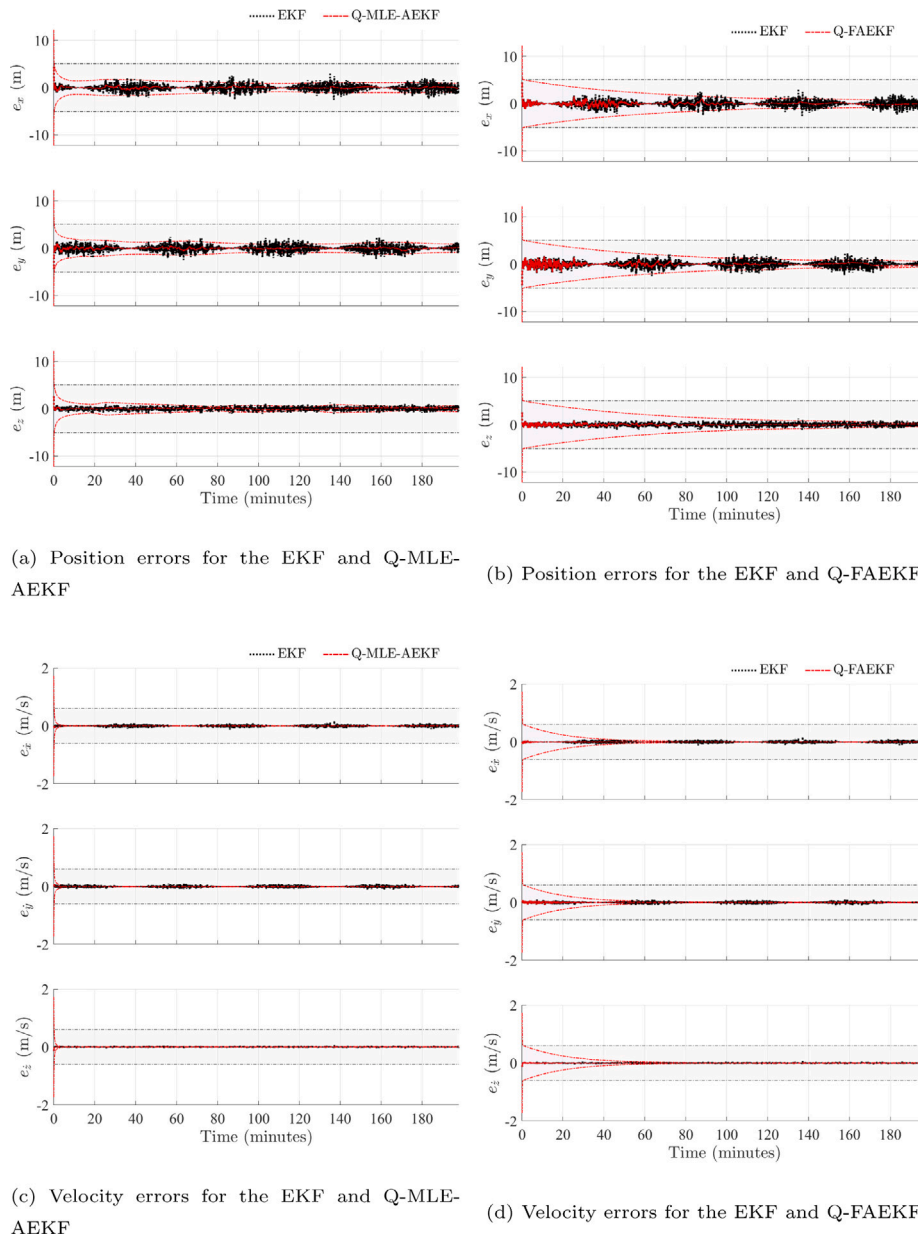 EKF Q-MLE-AEKF
10
0
-10
e_x (m)
10
0
-10
e_y (m)
10
0
-10
e_z (m)
0 20 40 60 80 100 120 140 160 180
Time (minutes)
(a) Position errors for the EKF and Q-MLE-
AEKF
EKF Q-FAEKF
10
0
-10
e_x (m)
10
0
-10
e_y (m)
10
0
-10
e_z (m)
0 20 40 60 80 100 120 140 160 180
Time (minutes)
(b) Position errors for the EKF and Q-FAEKF
EKF Q-MLE-AEKF
2
0
-2
e_ẋ (m/s)
2
0
-2
e_ẏ (m/s)
2
0
-2
e_ż (m/s)
0 20 40 60 80 100 120 140 160 180
Time (minutes)
(c) Velocity errors for the EKF and Q-MLE-
AEKF
EKF Q-FAEKF
2
0
-2
e_ẋ (m/s)
2
0
-2
e_ẏ (m/s)
2
0
-2
e_ż (m/s)
0 20 40 60 80 100 120 140 160 180
Time (minutes)
(d) Velocity errors for the EKF and Q-FAEKF